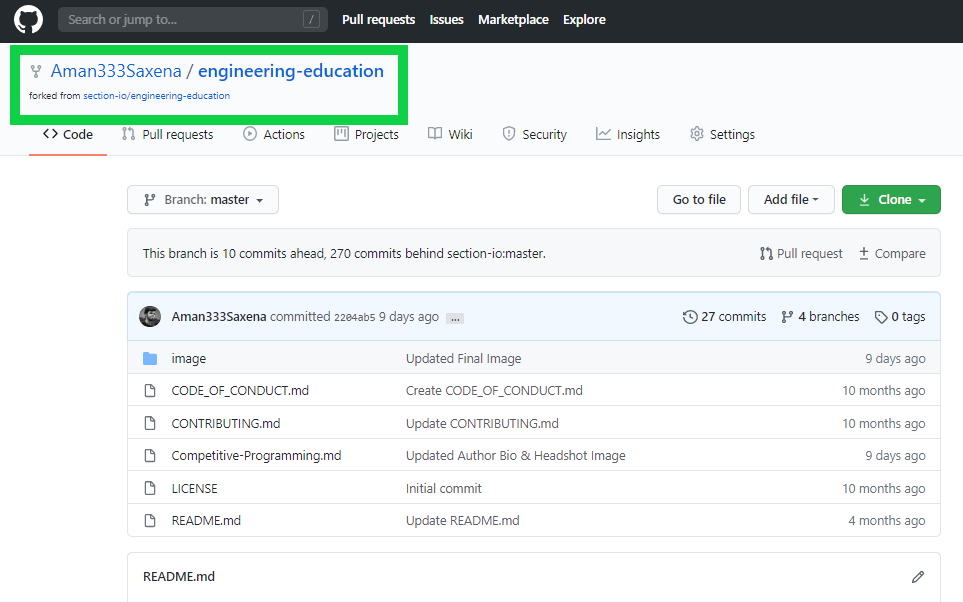 Search or jump to... / Pull requests Issues Marketplace Explore
Aman333Saxena / engineering-education
forked from section-io/engineering-education
Code Pull requests Actions Projects Wiki Security Insights Settings
Branch: master Go to file Add file Clone
This branch is 10 commits ahead, 270 commits behind section-io:master. Pull request Compare
Aman333Saxena committed 2204ab5 9 days ago ... 27 commits 4 branches 0 tags
image Updated Final Image 9 days ago
CODE_OF_CONDUCT.md Create CODE_OF_CONDUCT.md 10 months ago
CONTRIBUTING.md Update CONTRIBUTING.md 10 months ago
Competitive-Programming.md Updated Author Bio & Headshot Image 9 days ago
LICENSE Initial commit 10 months ago
README.md Update README.md 4 months ago
README.md